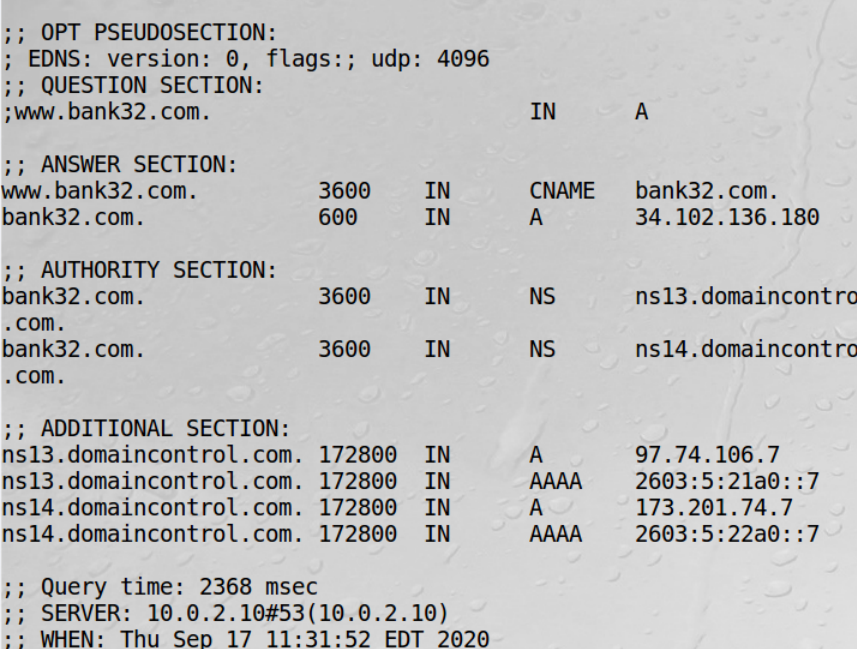 ;; OPT PSEUDOSECTION:
; EDNS: version: 0, flags:; udp: 4096
;; QUESTION SECTION:
;www.bank32.com. IN A
;; ANSWER SECTION:
www.bank32.com. 3600 IN CNAME bank32.com.
bank32.com. 600 IN A 34.102.136.180
;; AUTHORITY SECTION:
bank32.com. 3600 IN NS ns13.domaincontro
.com.
bank32.com. 3600 IN NS ns14.domaincontro
.com.
;; ADDITIONAL SECTION:
ns13.domaincontrol.com. 172800 IN A 97.74.106.7
ns13.domaincontrol.com. 172800 IN AAAA 2603:5:21a0::7
ns14.domaincontrol.com. 172800 IN A 173.201.74.7
ns14.domaincontrol.com. 172800 IN AAAA 2603:5:22a0::7
;; Query time: 2368 msec
;; SERVER: 10.0.2.10#53(10.0.2.10)
;; WHEN: Thu Sep 17 11:31:52 EDT 2020